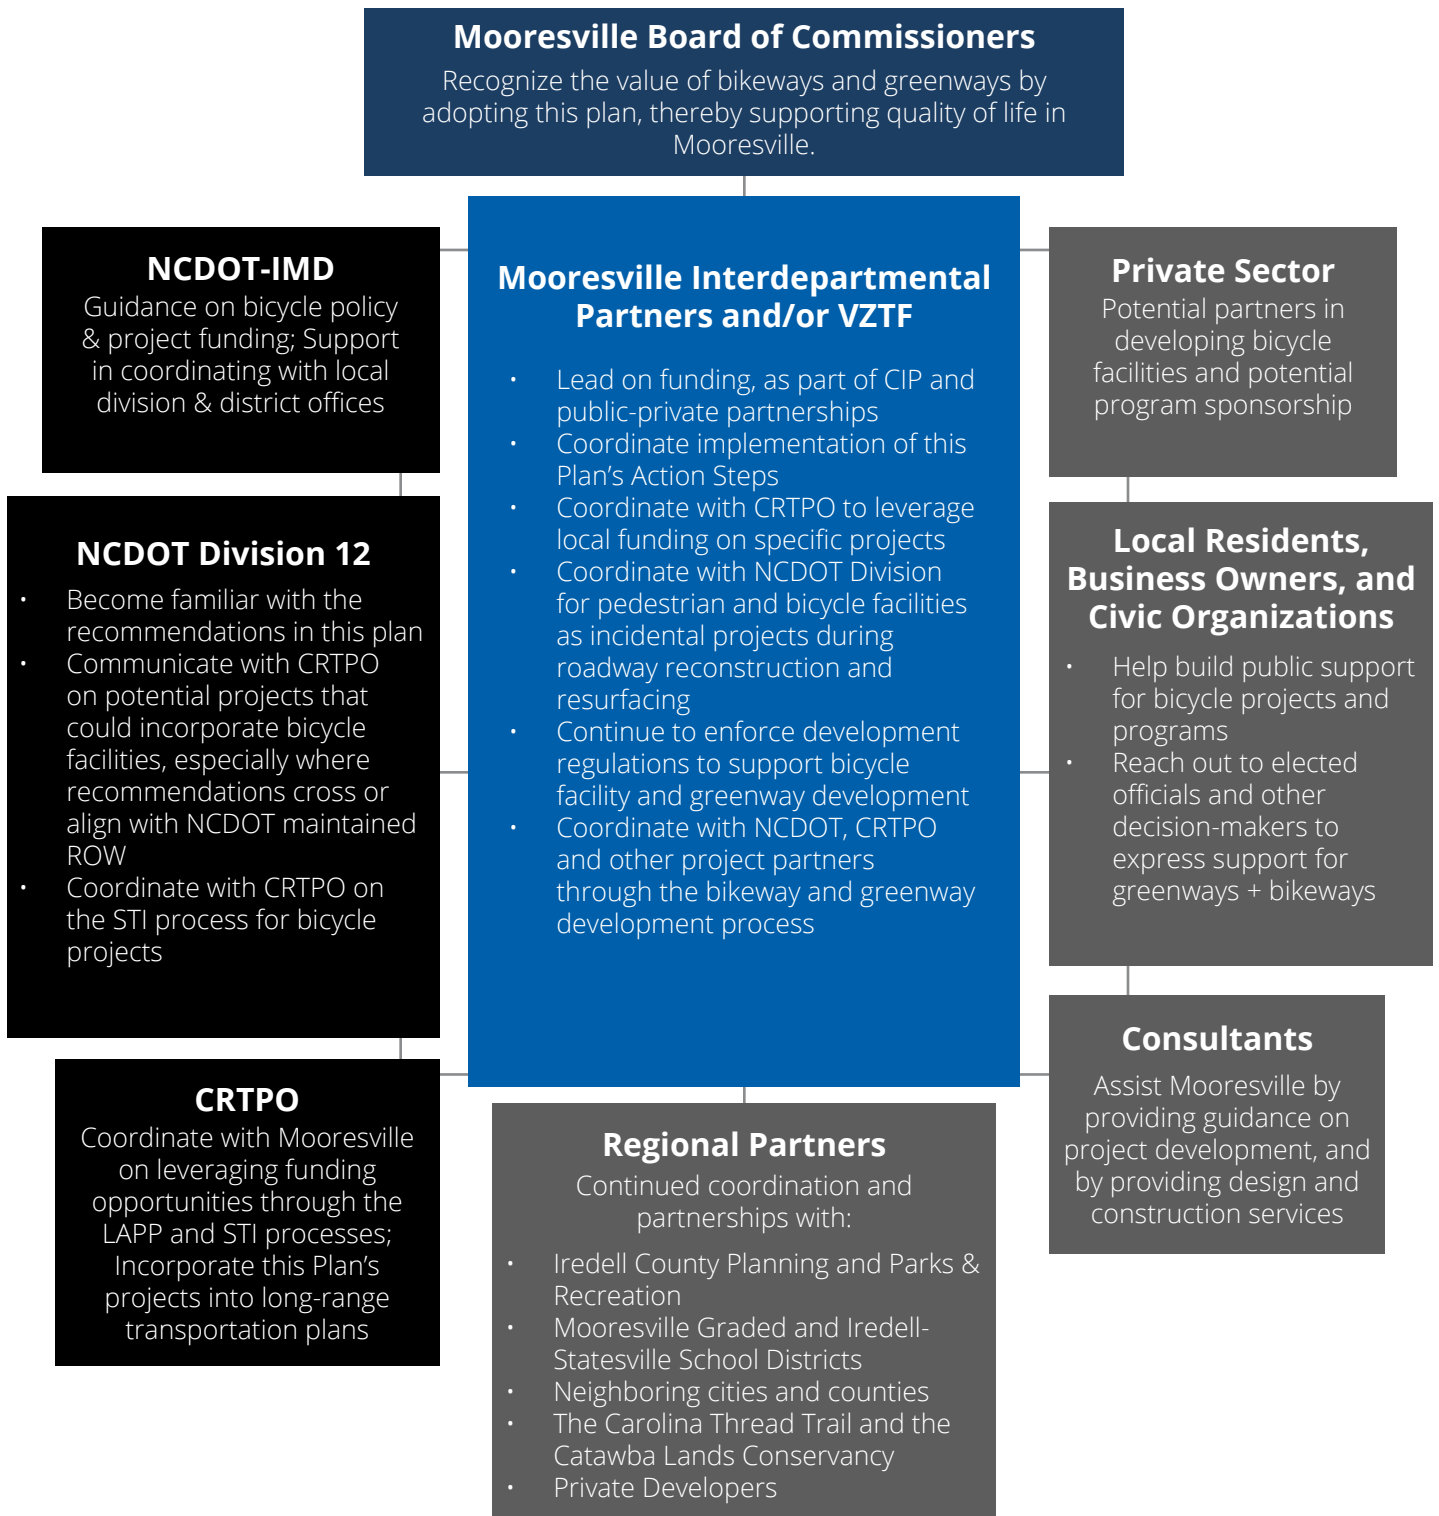 Mooresville Board of Commissioners
Recognize the value of bikeways and greenways by
adopting this plan, thereby supporting quality of life in
Mooresville.
NCDOT-IMD
Guidance on bicycle policy
& project funding; Support
in coordinating with local
division & district offices
NCDOT Division 12
• Become familiar with the
recommendations in this plan
• Communicate with CRTPO
on potential projects that
could incorporate bicycle
facilities, especially where
recommendations cross or
align with NCDOT maintained
ROW
• Coordinate with CRTPO on
the STI process for bicycle
projects
CRTPO
Coordinate with Mooresville
on leveraging funding
opportunities through the
LAPP and STI processes;
Incorporate this Plan's
projects into long-range
transportation plans
Mooresville Interdepartmental
Partners and/or VZTF
• Lead on funding, as part of CIP and
public-private partnerships
• Coordinate implementation of this
Plan's Action Steps
• Coordinate with CRTPO to leverage
local funding on specific projects
• Coordinate with NCDOT Division
for pedestrian and bicycle facilities
as incidental projects during
roadway reconstruction and
resurfacing
• Continue to enforce development
regulations to support bicycle
facility and greenway development
• Coordinate with NCDOT, CRTPO
and other project partners
through the bikeway and greenway
development process
Regional Partners
Continued coordination and
partnerships with:
• Iredell County Planning and Parks &
Recreation
• Mooresville Graded and Iredell-
Statesville School Districts
• Neighboring cities and counties
• The Carolina Thread Trail and the
Catawba Lands Conservancy
• Private Developers
Private Sector
Potential partners in
developing bicycle
facilities and potential
program sponsorship
Local Residents,
Business Owners, and
Civic Organizations
• Help build public support
for bicycle projects and
programs
• Reach out to elected
officials and other
decision-makers to
express support for
greenways + bikeways
Consultants
Assist Mooresville by
providing guidance on
project development, and
by providing design and
construction services